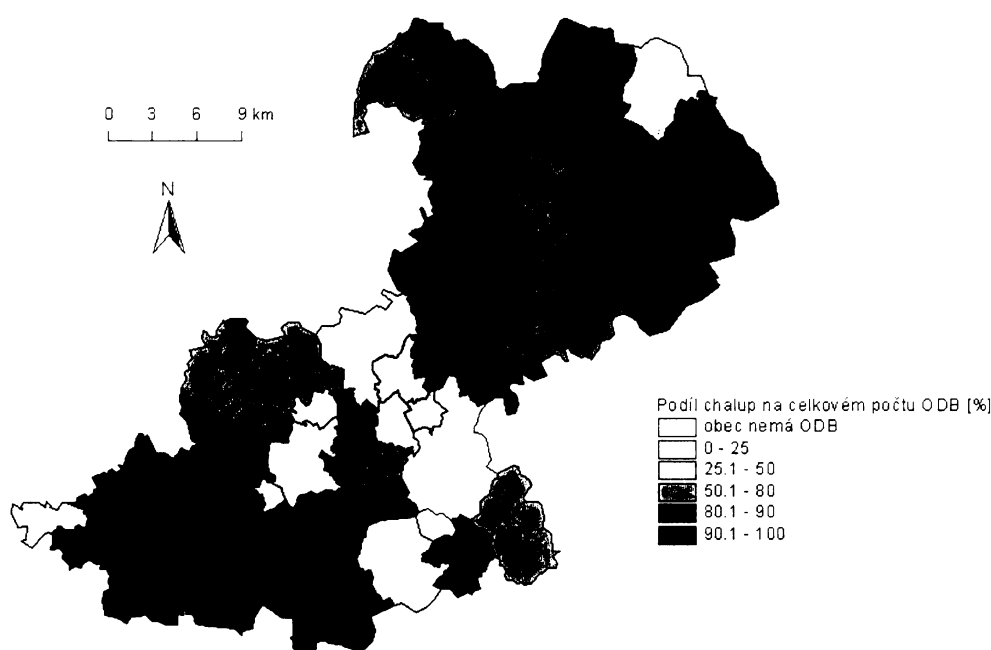 0 3 6 9 km
N
Podíl chalup na celkovém počtu ODB [%]
obec nemá ODB
0 - 25
25.1 - 50
50.1 - 80
80.1 - 90
90.1 - 100